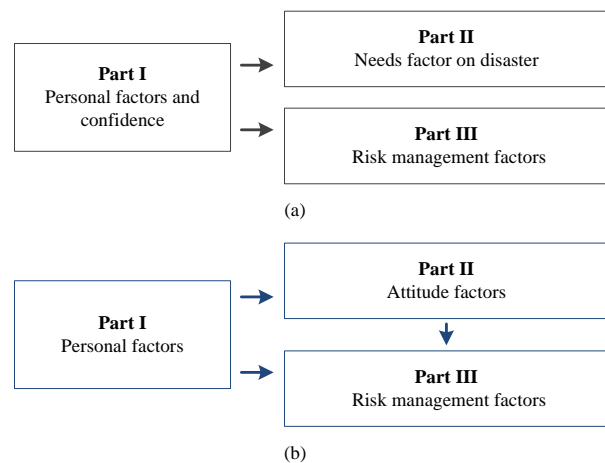 Part I
Personal factors and
confidence
Part II
Needs factor on disaster
Part III
Risk management factors
(a)
Part I
Personal factors
Part II
Attitude factors
Part III
Risk management factors
(b)